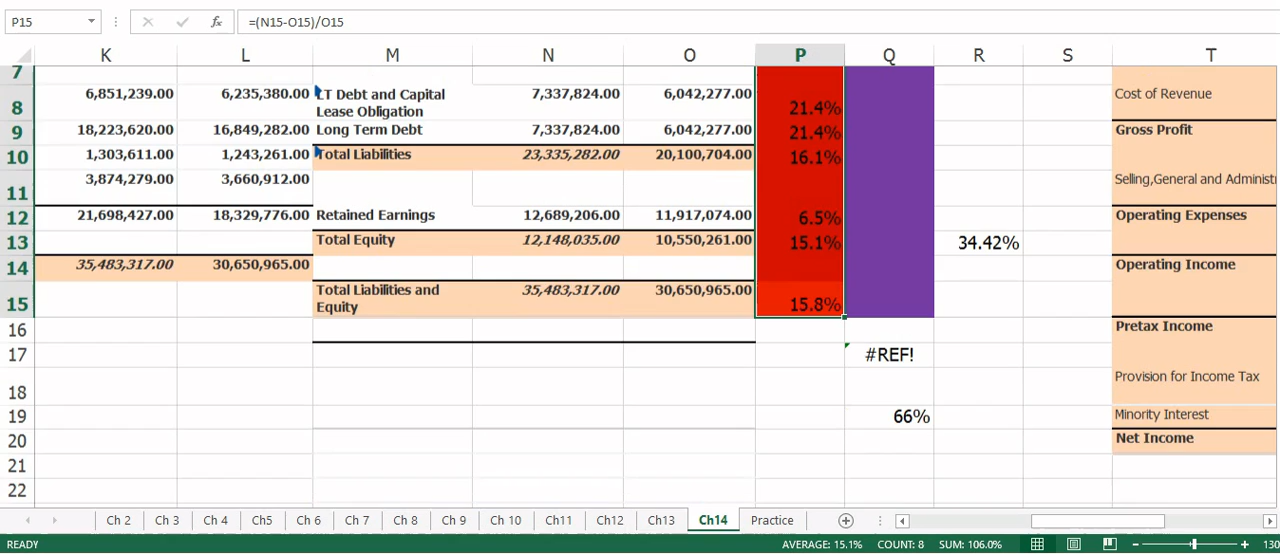 P15 fx =(N15-O15)/O15
K L M N O P Q R S T
7
8 6,851,239.00 6,235,380.00 LT Debt and Capital Lease Obligation 7,337,824.00 6,042,277.00 21.4% Cost of Revenue
9 18,223,620.00 16,849,282.00 Long Term Debt 7,337,824.00 6,042,277.00 21.4% Gross Profit
10 1,303,611.00 1,243,261.00 Total Liabilities 23,335,282.00 20,100,704.00 16.1%
11 3,874,279.00 3,660,912.00 Selling,General and Administ
12 21,698,427.00 18,329,776.00 Retained Earnings 12,689,206.00 11,917,074.00 6.5% Operating Expenses
13 Total Equity 12,148,035.00 10,550,261.00 15.1% 34.42%
14 35,483,317.00 30,650,965.00 Operating Income
15 Total Liabilities and Equity 35,483,317.00 30,650,965.00 15.8%
16 Pretax Income
17 #REF!
18 Provision for Income Tax
19 66% Minority Interest
20 Net Income
21
22
Ch 2 Ch 3 Ch 4 Ch5 Ch 6 Ch 7 Ch 8 Ch 9 Ch 10 Ch11 Ch12 Ch13 Ch14 Practice
READY AVERAGE: 15.1% COUNT: 8 SUM: 106.0% 130